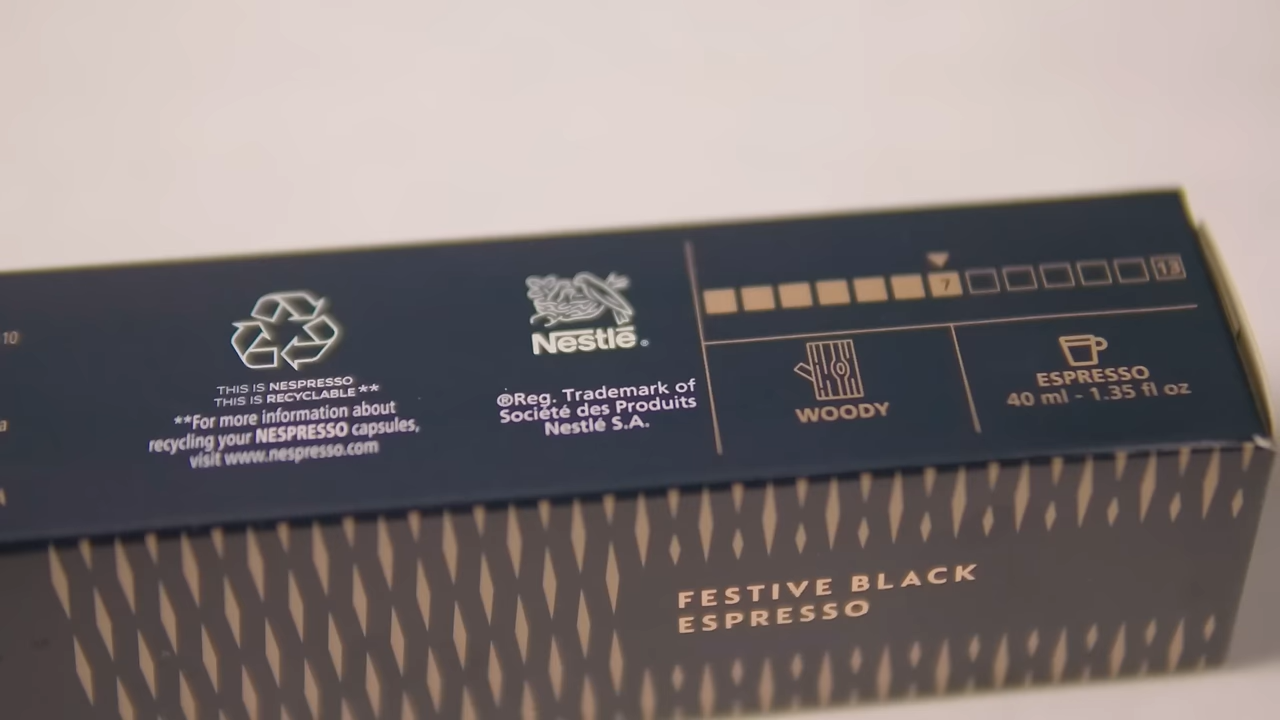 10
THIS IS NESPRESSO
THIS IS RECYCLABLE **
**For more information about
recycling your NESPRESSO capsules,
visit www.nespresso.com
Nestlé®
®Reg. Trademark of
Société des Produits
Nestlé S.A.
7
13
WOODY
ESPRESSO
40 ml - 1.35 fl oz
FESTIVE BLACK
ESPRESSO